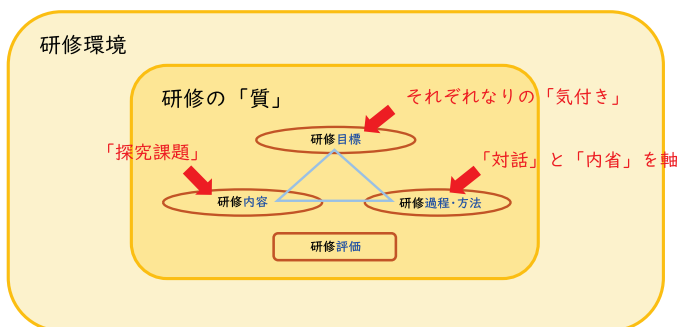 研修環境
研修の「質」
それぞれなりの「気付き」
研修目標
「探究課題」
「対話」と「内省」を軸
研修内容
研修過程・方法
研修評価